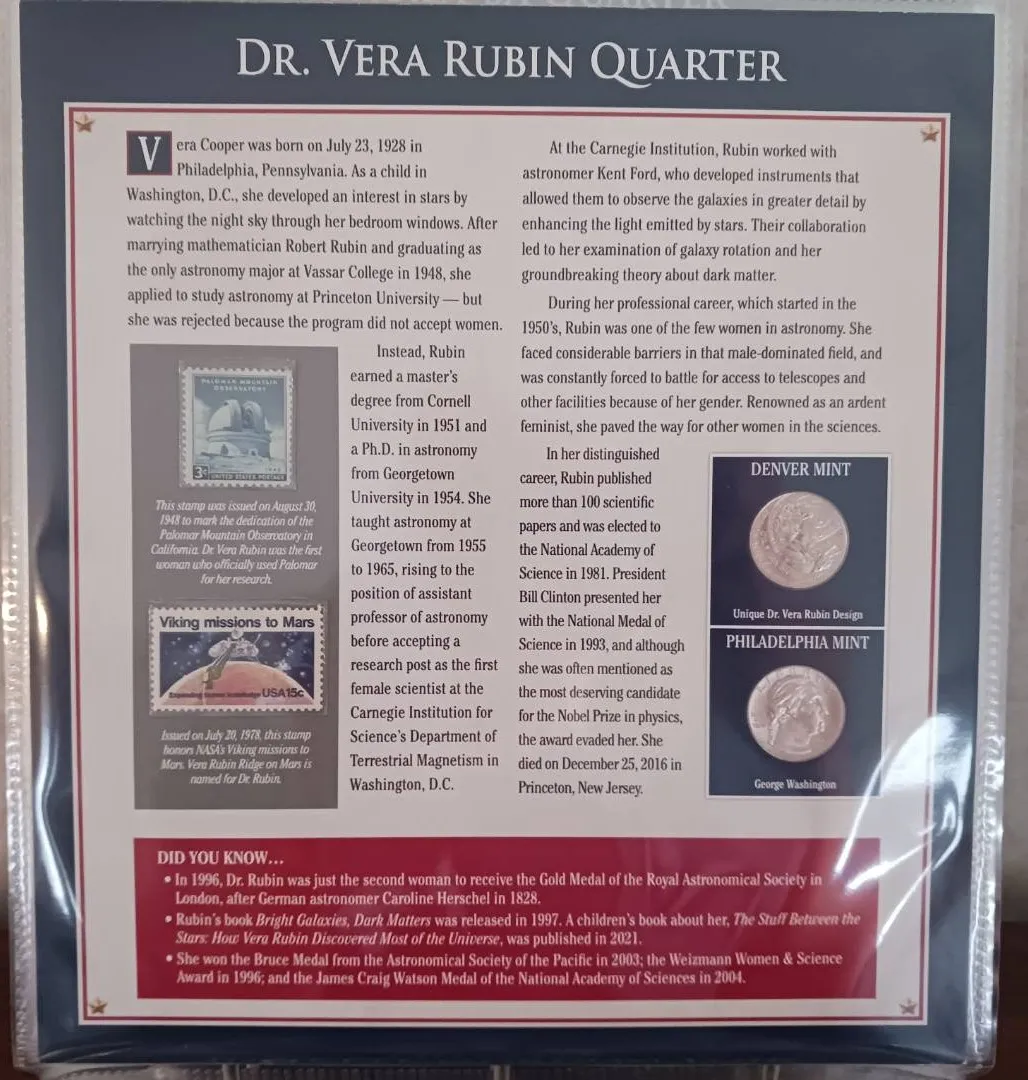 DR. VERA RUBIN QUARTER
Vera Cooper was born on July 23, 1928 in
Philadelphia, Pennsylvania. As a child in
Washington, D.C., she developed an interest in stars by
watching the night sky through her bedroom windows. After
marrying mathematician Robert Rubin and graduating as
the only astronomy major at Vassar College in 1948, she
applied to study astronomy at Princeton University — but
she was rejected because the program did not accept women.
Instead, Rubin
earned a master's
degree from Cornell
University in 1951 and
a Ph.D. in astronomy
from Georgetown
University in 1954. She
taught astronomy at
Georgetown from 1955
to 1965, rising to the
position of assistant
professor of astronomy
before accepting a
research post as the first
female scientist at the
Carnegie Institution for
Science's Department of
Terrestrial Magnetism in
Washington, D.C.
PALOMAR MOUNTAIN
OBSERVATORY
1948
3¢ UNITED STATES POSTAGE
This stamp was issued on August 30,
1948 to mark the dedication of the
Palomar Mountain Observatory in
California. Dr. Vera Rubin was the first
woman who officially used Palomar
for her research.
Viking missions to Mars
Expanding human knowledge USA 15c
Issued on July 20, 1978, this stamp
honors NASA's Viking missions to
Mars. Vera Rubin Ridge on Mars is
named for Dr. Rubin.
At the Carnegie Institution, Rubin worked with
astronomer Kent Ford, who developed instruments that
allowed them to observe the galaxies in greater detail by
enhancing the light emitted by stars. Their collaboration
led to her examination of galaxy rotation and her
groundbreaking theory about dark matter.
During her professional career, which started in the
1950's, Rubin was one of the few women in astronomy. She
faced considerable barriers in that male-dominated field, and
was constantly forced to battle for access to telescopes and
other facilities because of her gender. Renowned as an ardent
feminist, she paved the way for other women in the sciences.
In her distinguished
career, Rubin published
more than 100 scientific
papers and was elected to
the National Academy of
Science in 1981. President
Bill Clinton presented her
with the National Medal of
Science in 1993, and although
she was often mentioned as
the most deserving candidate
for the Nobel Prize in physics,
the award evaded her. She
died on December 25, 2016 in
Princeton, New Jersey.
DENVER MINT
Unique Dr. Vera Rubin Design
PHILADELPHIA MINT
George Washington
DID YOU KNOW...
• In 1996, Dr. Rubin was just the second woman to receive the Gold Medal of the Royal Astronomical Society in
London, after German astronomer Caroline Herschel in 1828.
• Rubin's book Bright Galaxies, Dark Matters was released in 1997. A children's book about her, The Stuff Between the
Stars: How Vera Rubin Discovered Most of the Universe, was published in 2021.
• She won the Bruce Medal from the Astronomical Society of the Pacific in 2003; the Weizmann Women & Science
Award in 1996; and the James Craig Watson Medal of the National Academy of Sciences in 2004.